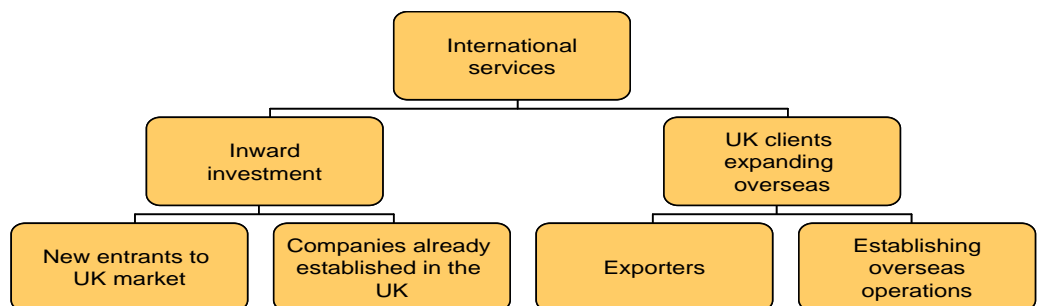 International
services
Inward
investment
UK clients
expanding
overseas
New entrants to
UK market
Companies already
established in the
UK
Exporters
Establishing
overseas
operations